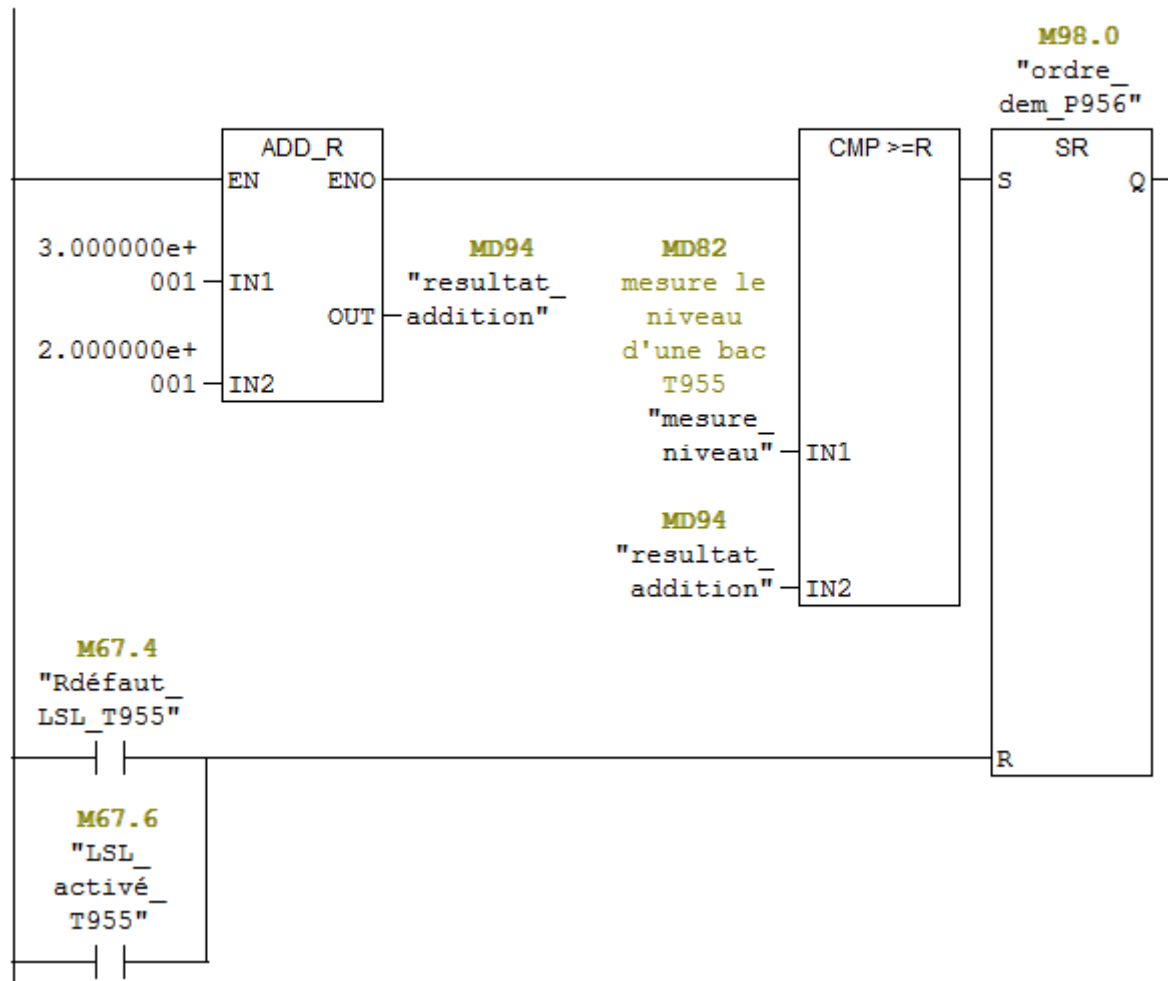 M98.0
"ordre_
dem_P956"
ADD_R
EN ENO
3.000000e+
001
IN1
MD94
"resultat_
addition"
OUT
2.000000e+
001
IN2
CMP >=R
MD82
mesure le
niveau
d'une bac
T955
"mesure_
niveau"
IN1
MD94
"resultat_
addition"
IN2
SR
S Q
R
M67.4
"Rdéfaut_
LSL_T955"
M67.6
"LSL_
activé_
T955"